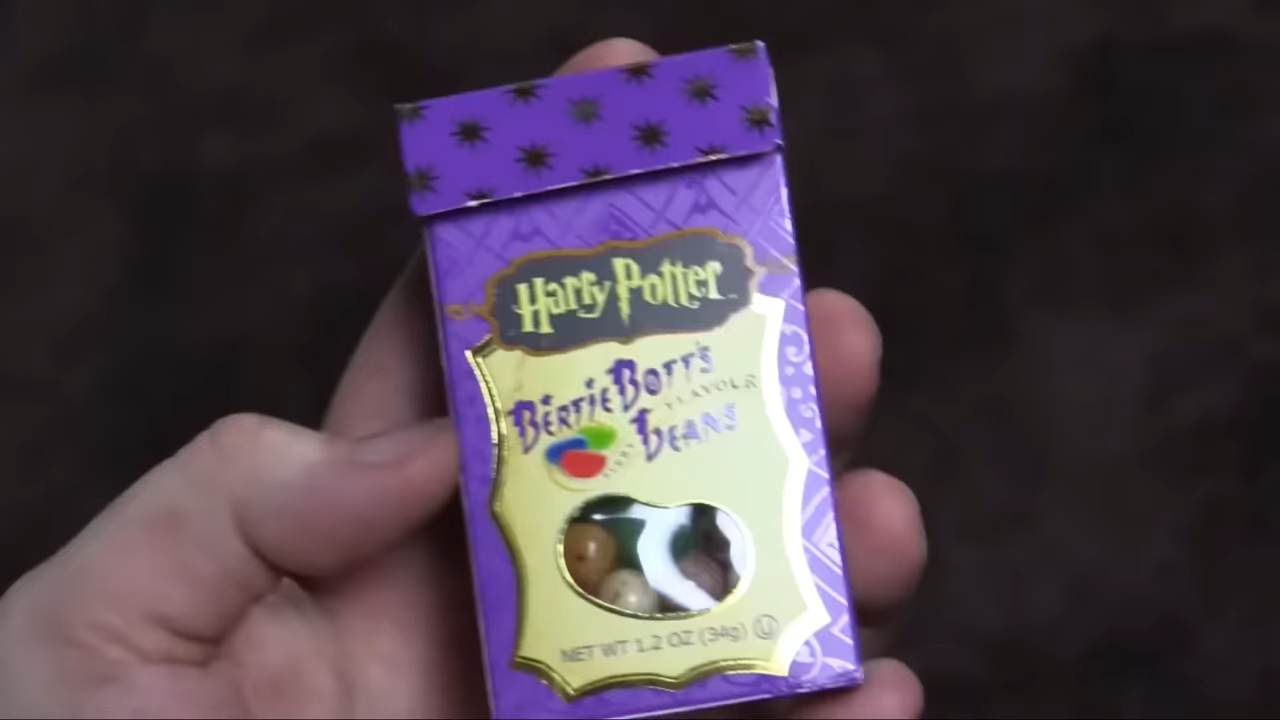 Harry Potter
Bertie Bott's
Every
Flavour
Beans
NET WT 1.2 OZ (34g) U